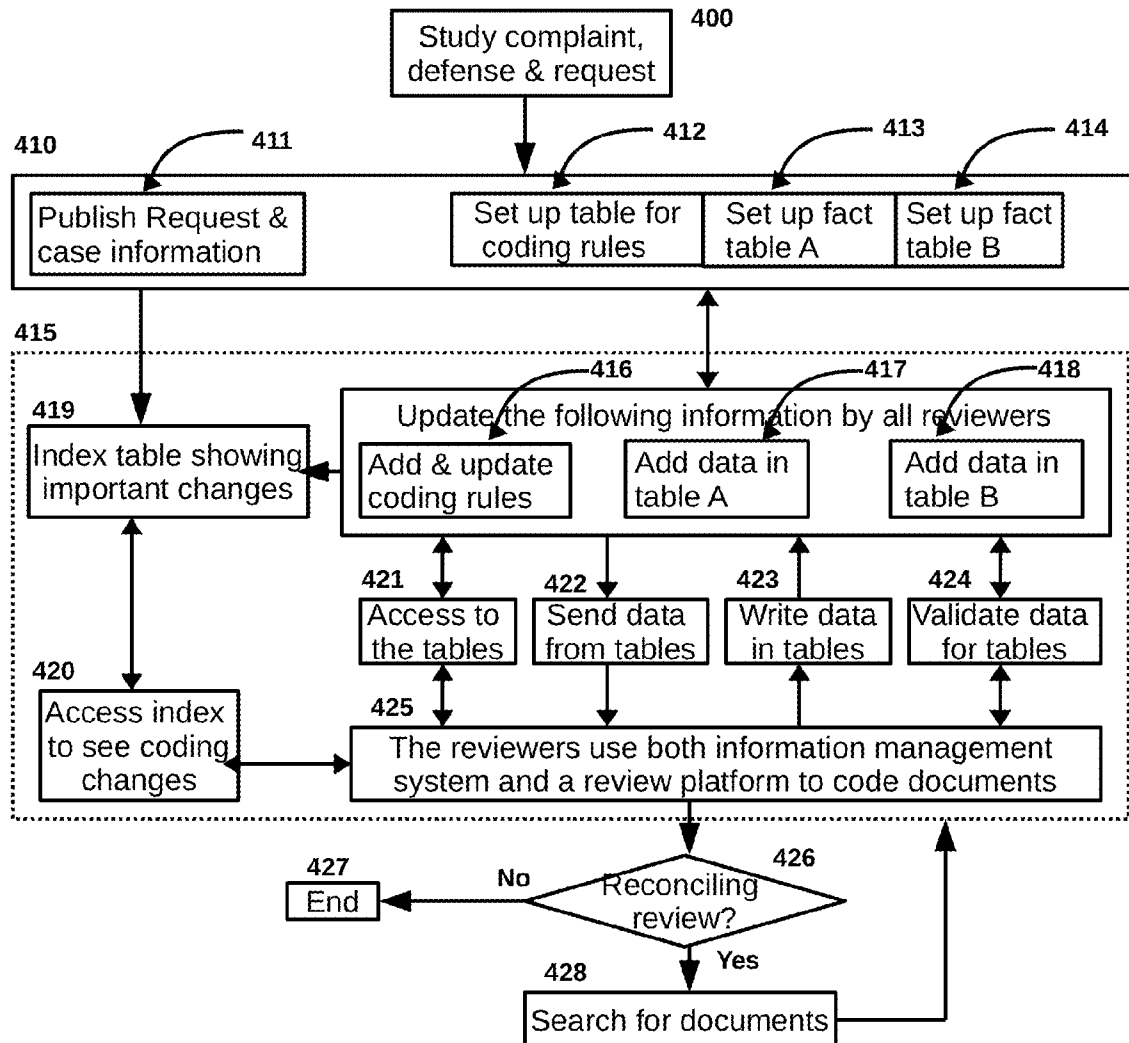 400
Study complaint,
defense & request
410
411
412
413
414
Publish Request &
case information
Set up table for
coding rules
Set up fact
table A
Set up fact
table B
415
416
417
418
419
Update the following information by all reviewers
Index table showing
important changes
Add & update
coding rules
Add data in
table A
Add data in
table B
421
422
423
424
Access to
the tables
Send data
from tables
Write data
in tables
Validate data
for tables
420
Access index
to see coding
changes
425
The reviewers use both information management
system and a review platform to code documents
426
Reconciling
review?
No
427
End
Yes
428
Search for documents